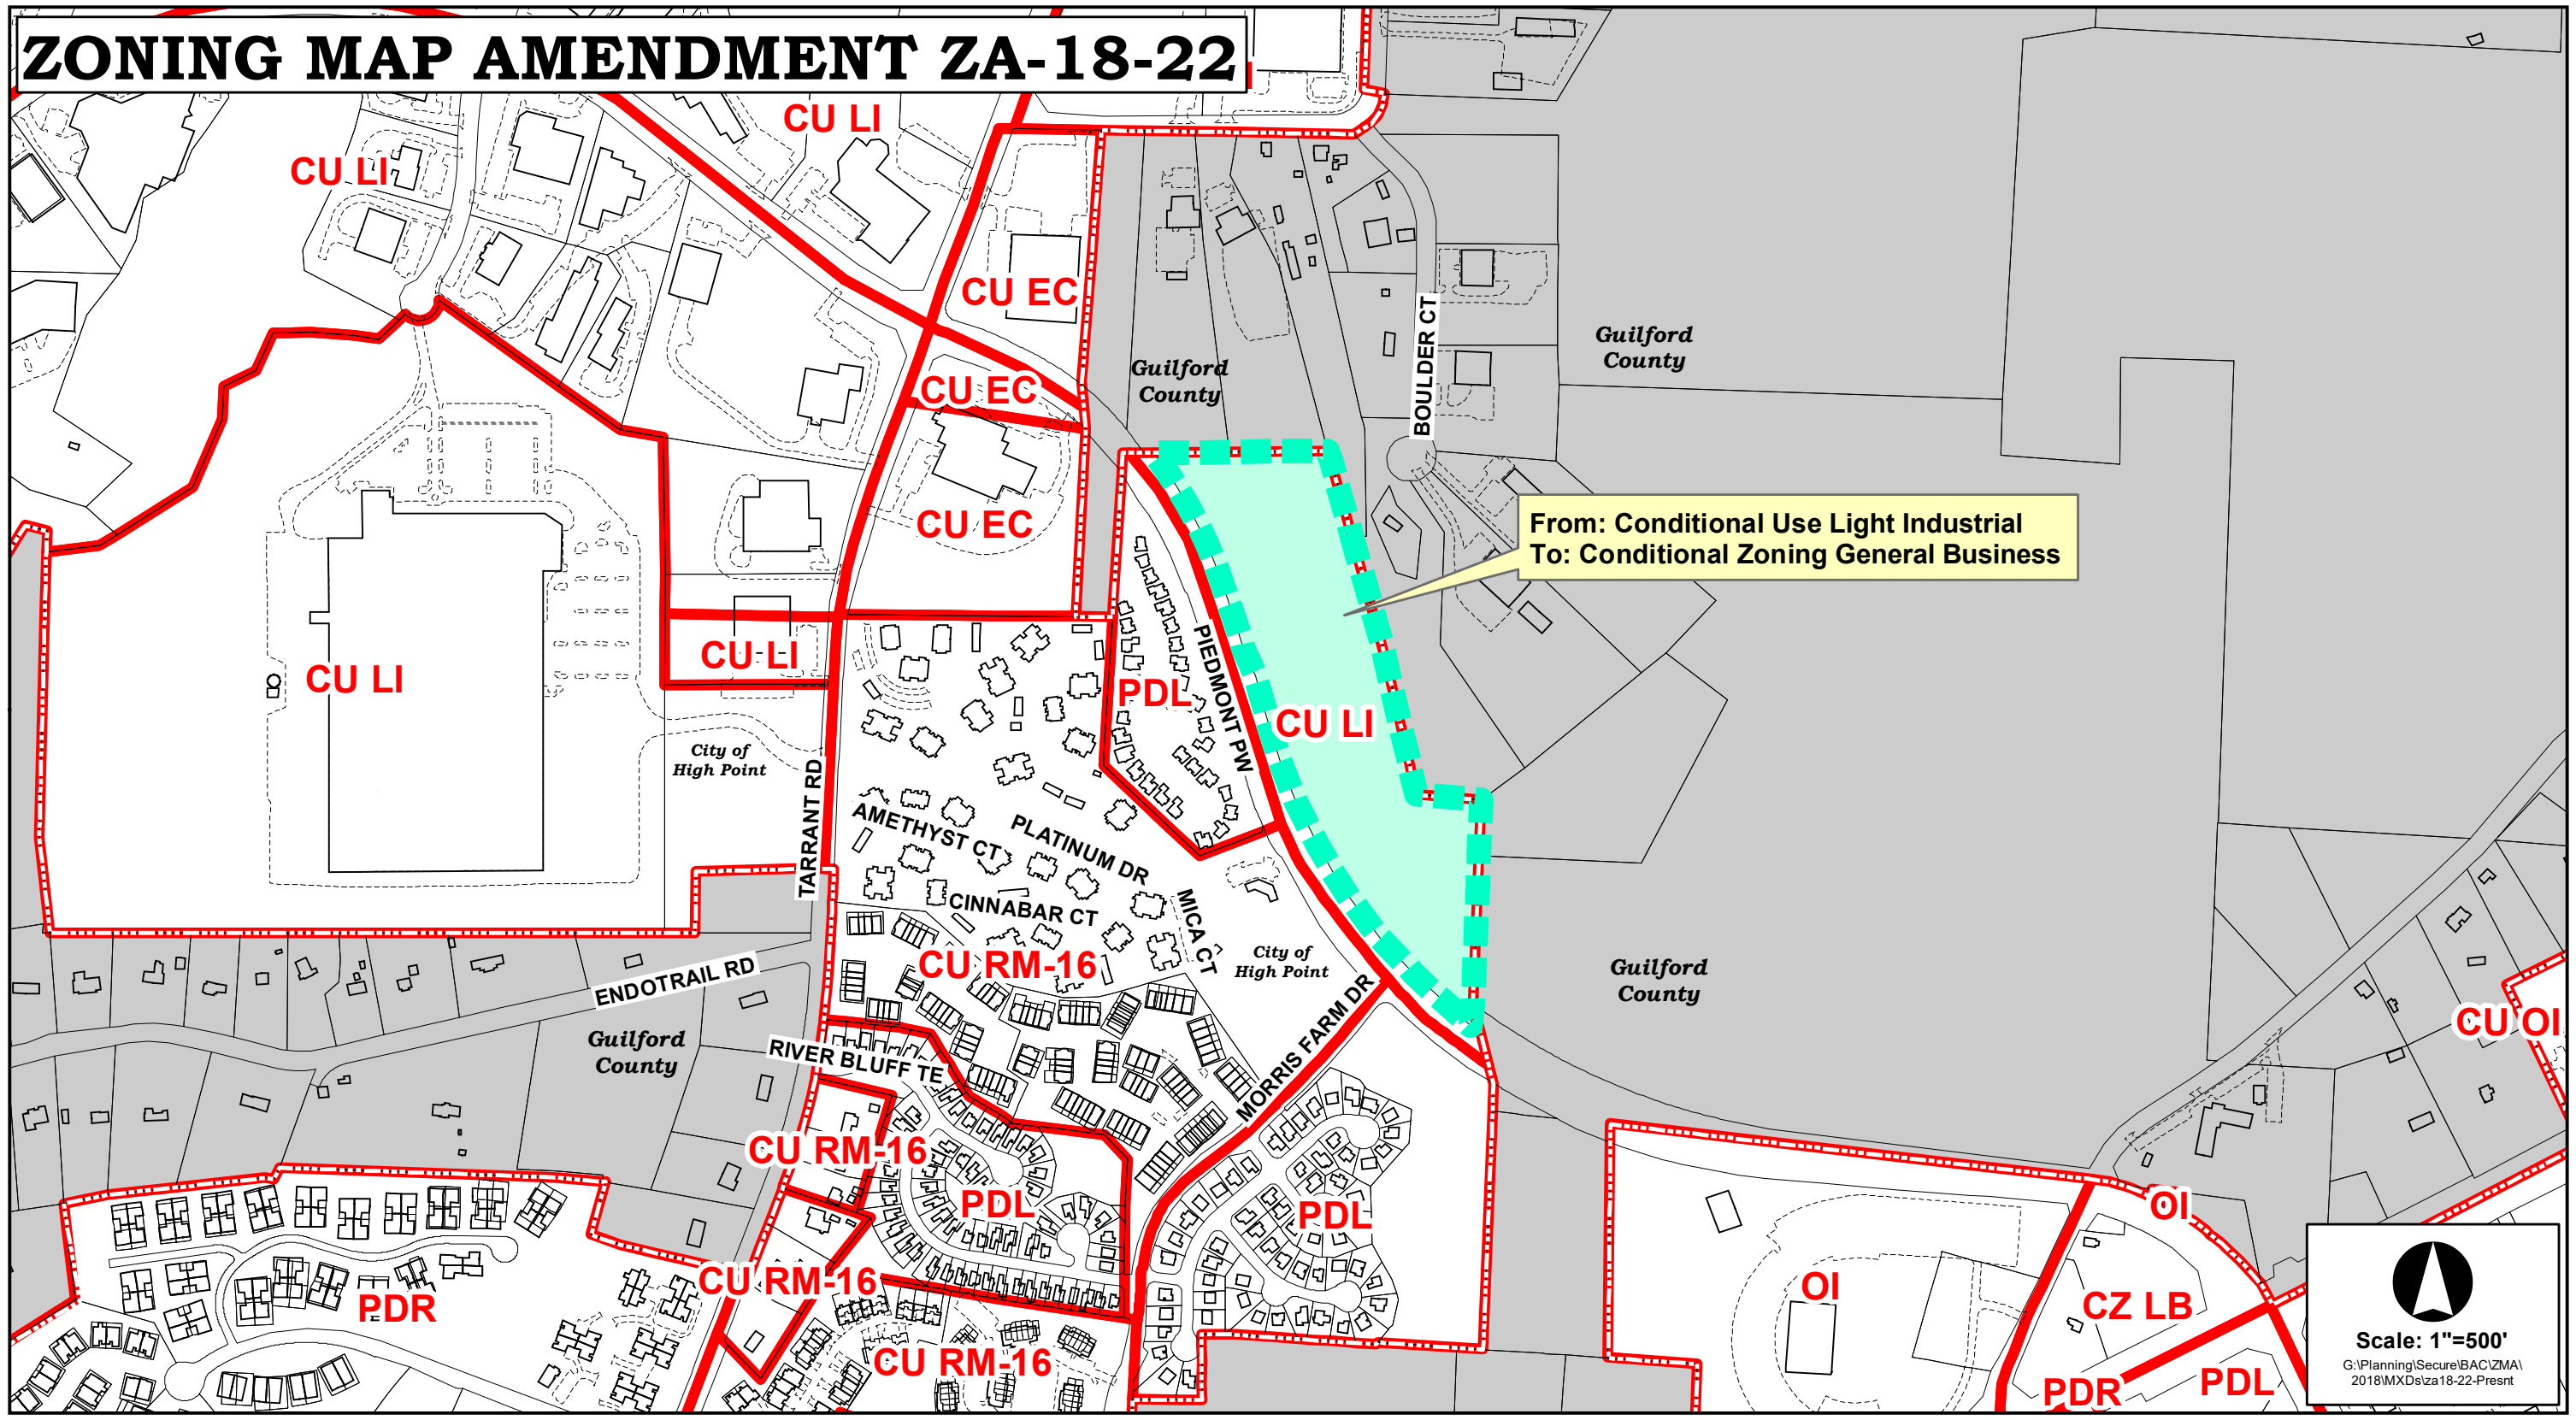 ZONING MAP AMENDMENT ZA-18-22
CU LI
CU LI
CU EC
Guilford
County
BOULDER CT
Guilford
County
CU EC
CU EC
From: Conditional Use Light Industrial
To: Conditional Zoning General Business
CU LI
CU LI
PDL
PIEDMONT PW
CU LI
City of
High Point
TARRANT RD
AMETHYST CT
PLATINUM DR
CINNABAR CT
MICA CT
CU RM-16
City of
High Point
Guilford
County
ENDOTRAIL RD
CU OI
Guilford
County
RIVER BLUFF TE
MORRIS FARM DR
CU RM-16
PDL
PDL
OI
CU RM-16
PDR
OI
CZ LB
CU RM-16
PDR
PDL
Scale: 1"=500'
G:\Planning\Secure\BAC\ZMA\
2018\MXDs\za18-22-Presnt